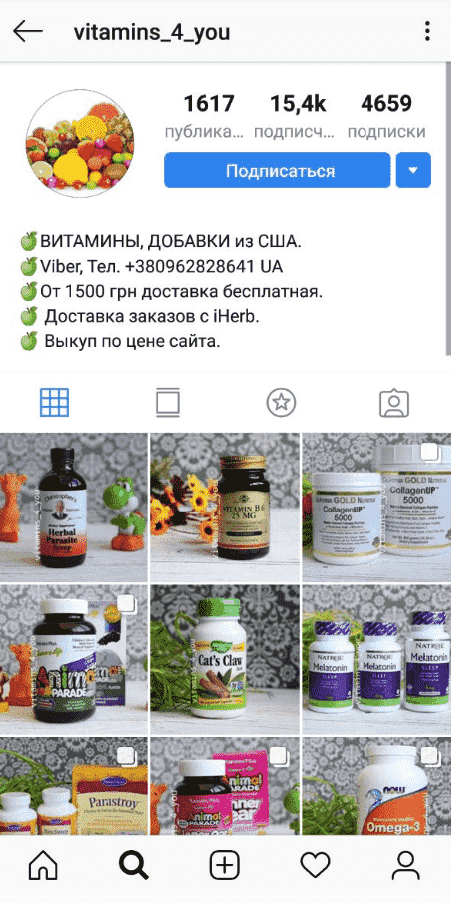 vitamins_4_you
1617 15,4k 4659
публика... подписч... подписки
Подписаться
🍏ВИТАМИНЫ, ДОБАВКИ из США.
🍏Viber, Тел. +380962828641 UA
🍏От 1500 грн доставка бесплатная.
🍏 Доставка заказов с iHerb.
🍏 Выкуп по цене сайта.
Christopher's
Herbal
Parasite
Syrup
SOLGAR
VITAMIN B6
25 MG
CALIFORNIA GOLD NUTRITION
CollagenUP
5000
CALIFORNIA GOLD NUTRITION
CollagenUP
5000
Animal
PARADE
Cat's Claw
NATROL
Melatonin
SLEEP
NATROL
Melatonin
SLEEP
NATROL
Melatonin
SLEEP
Parastroy
Animal
PARADE
Animal
PARADE
now
Omega-3